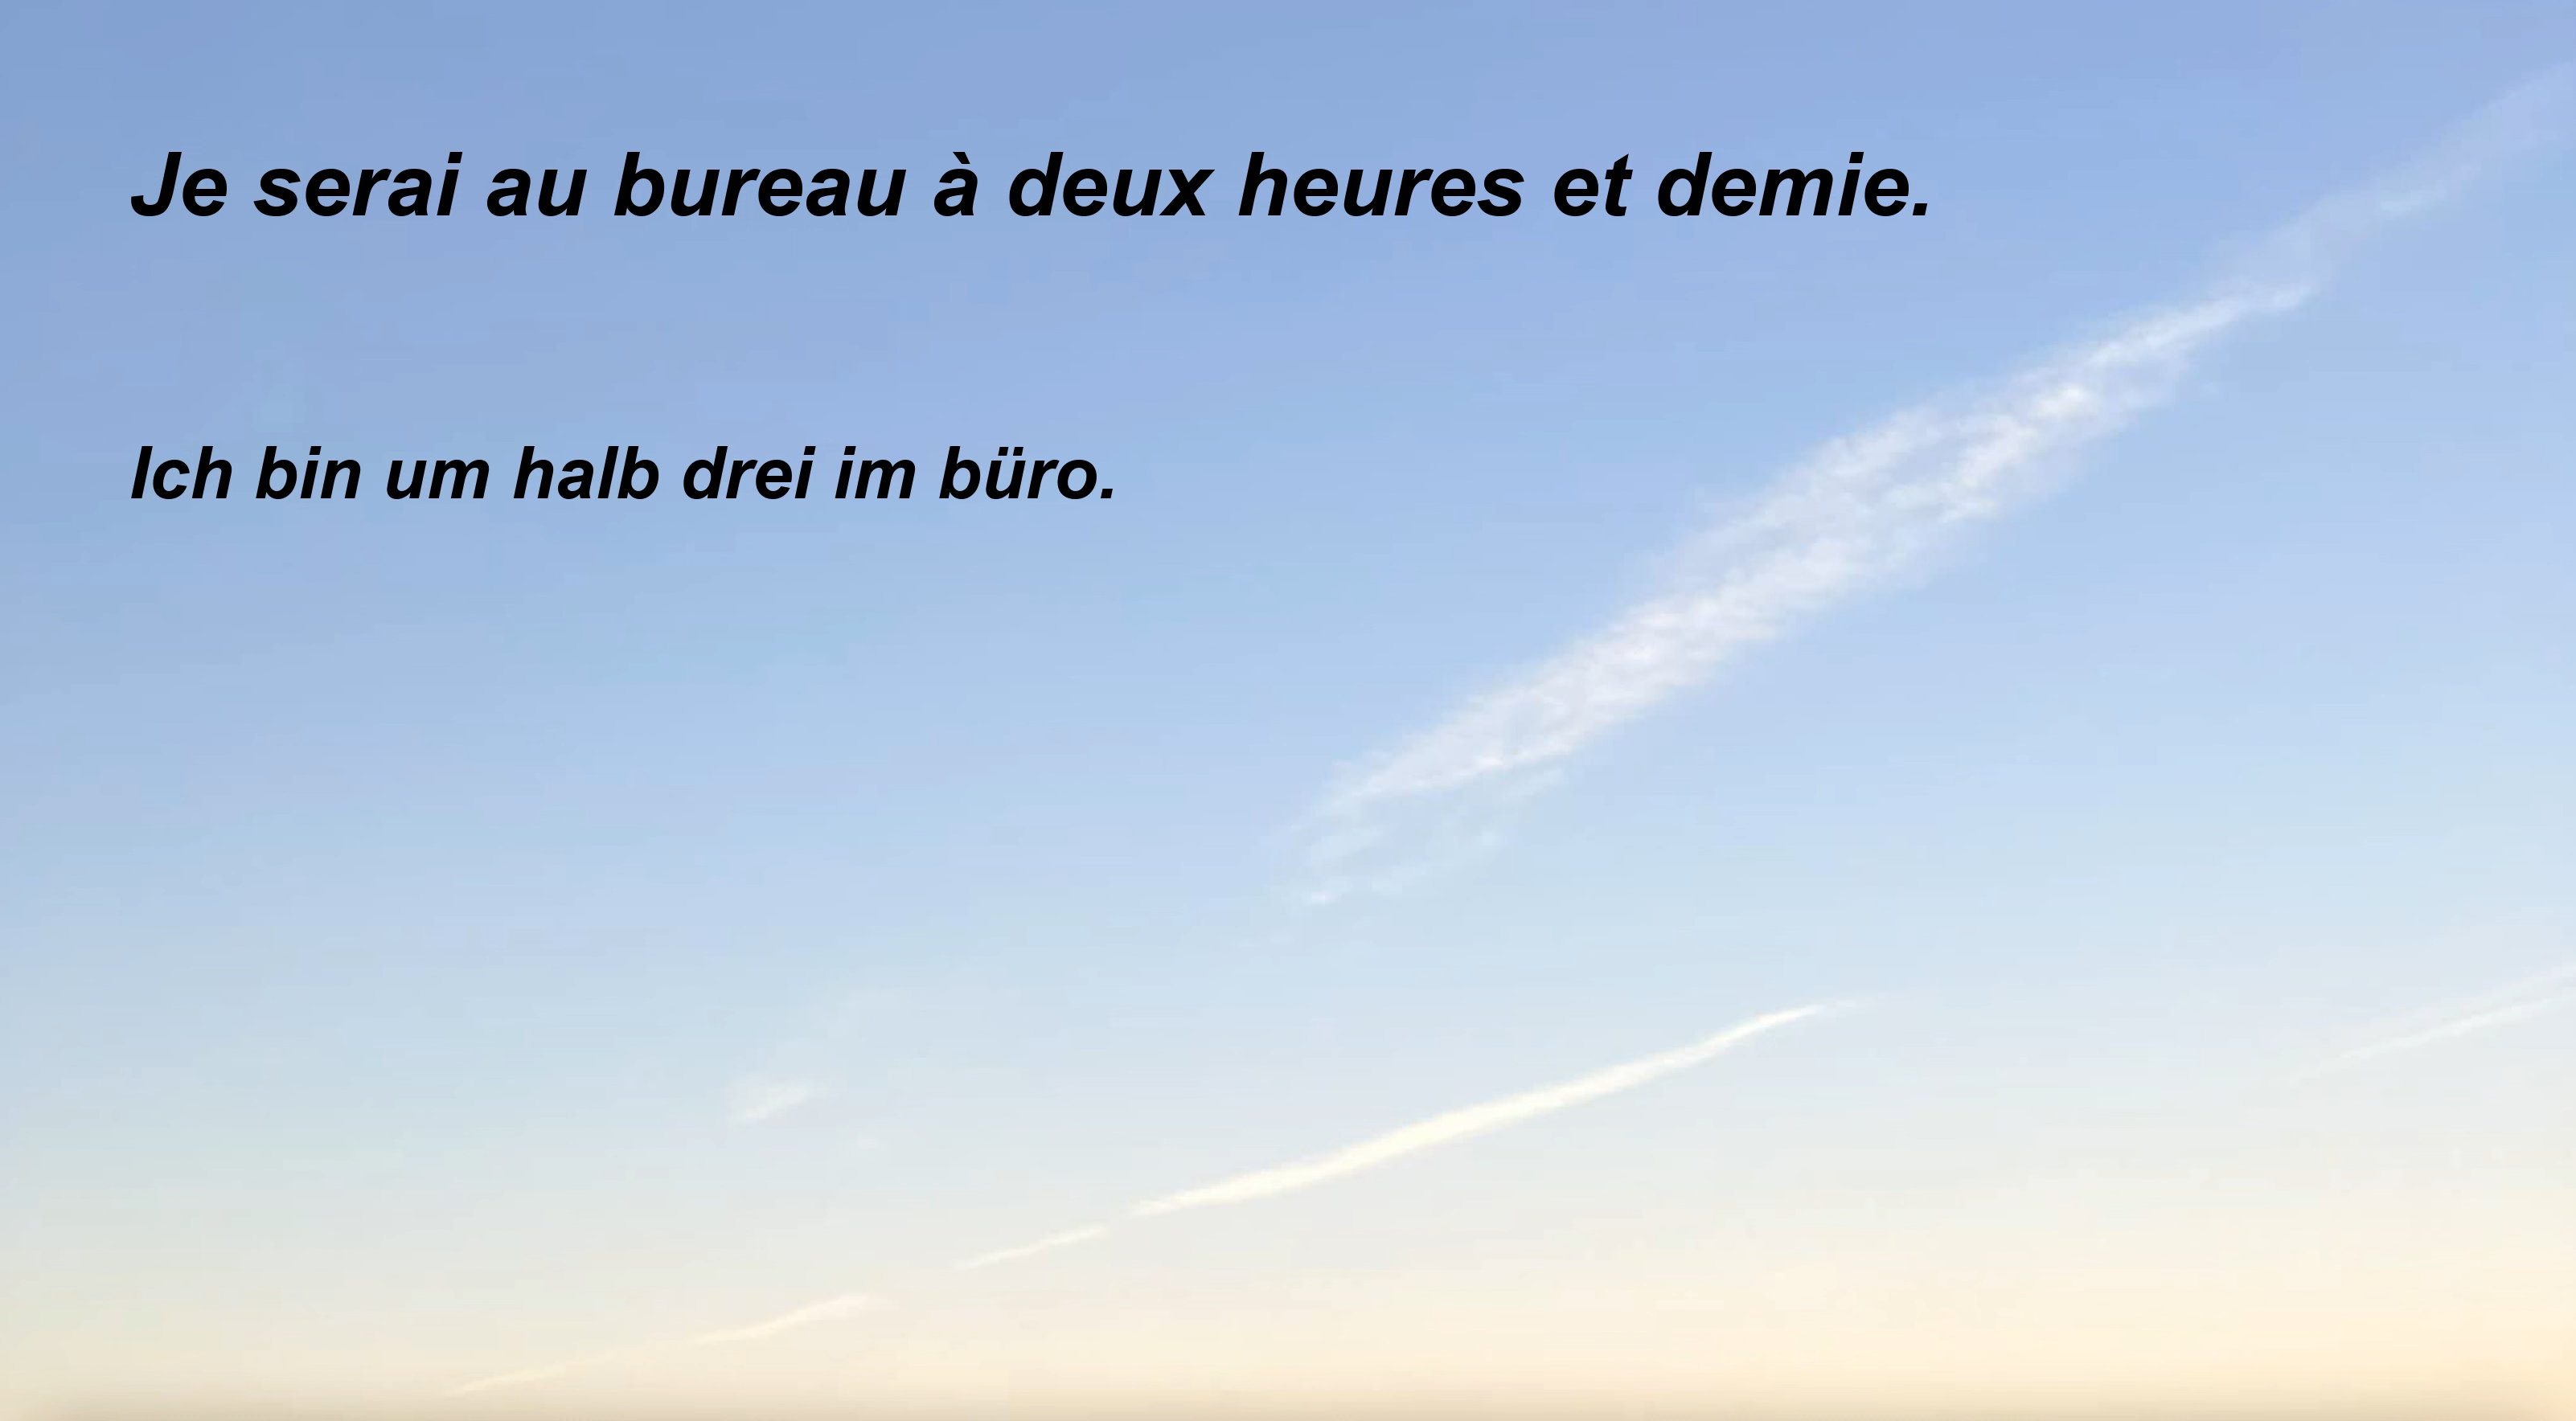 Je serai au bureau à deux heures et demie.
Ich bin um halb drei im büro.